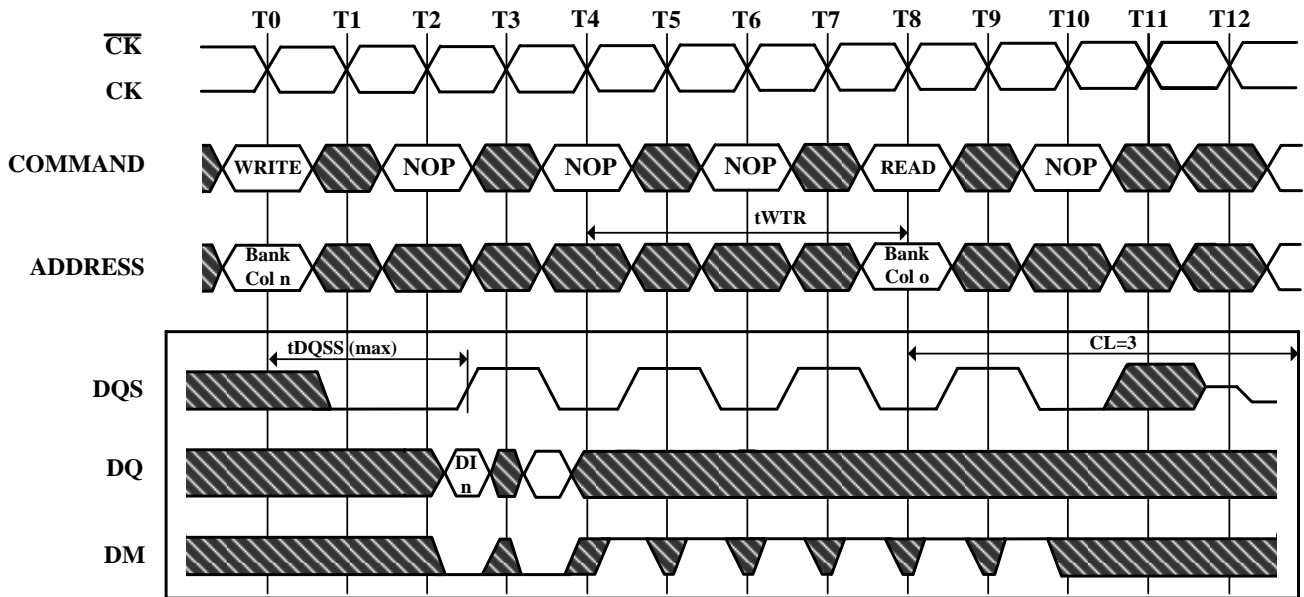 T0 T1 T2 T3 T4 T5 T6 T7 T8 T9 T10 T11 T12
CK
CK
COMMAND WRITE NOP NOP NOP READ NOP
tWTR
ADDRESS Bank Col n Bank Col o
tDQSS (max) CL=3
DQS
DQ DI n
DM